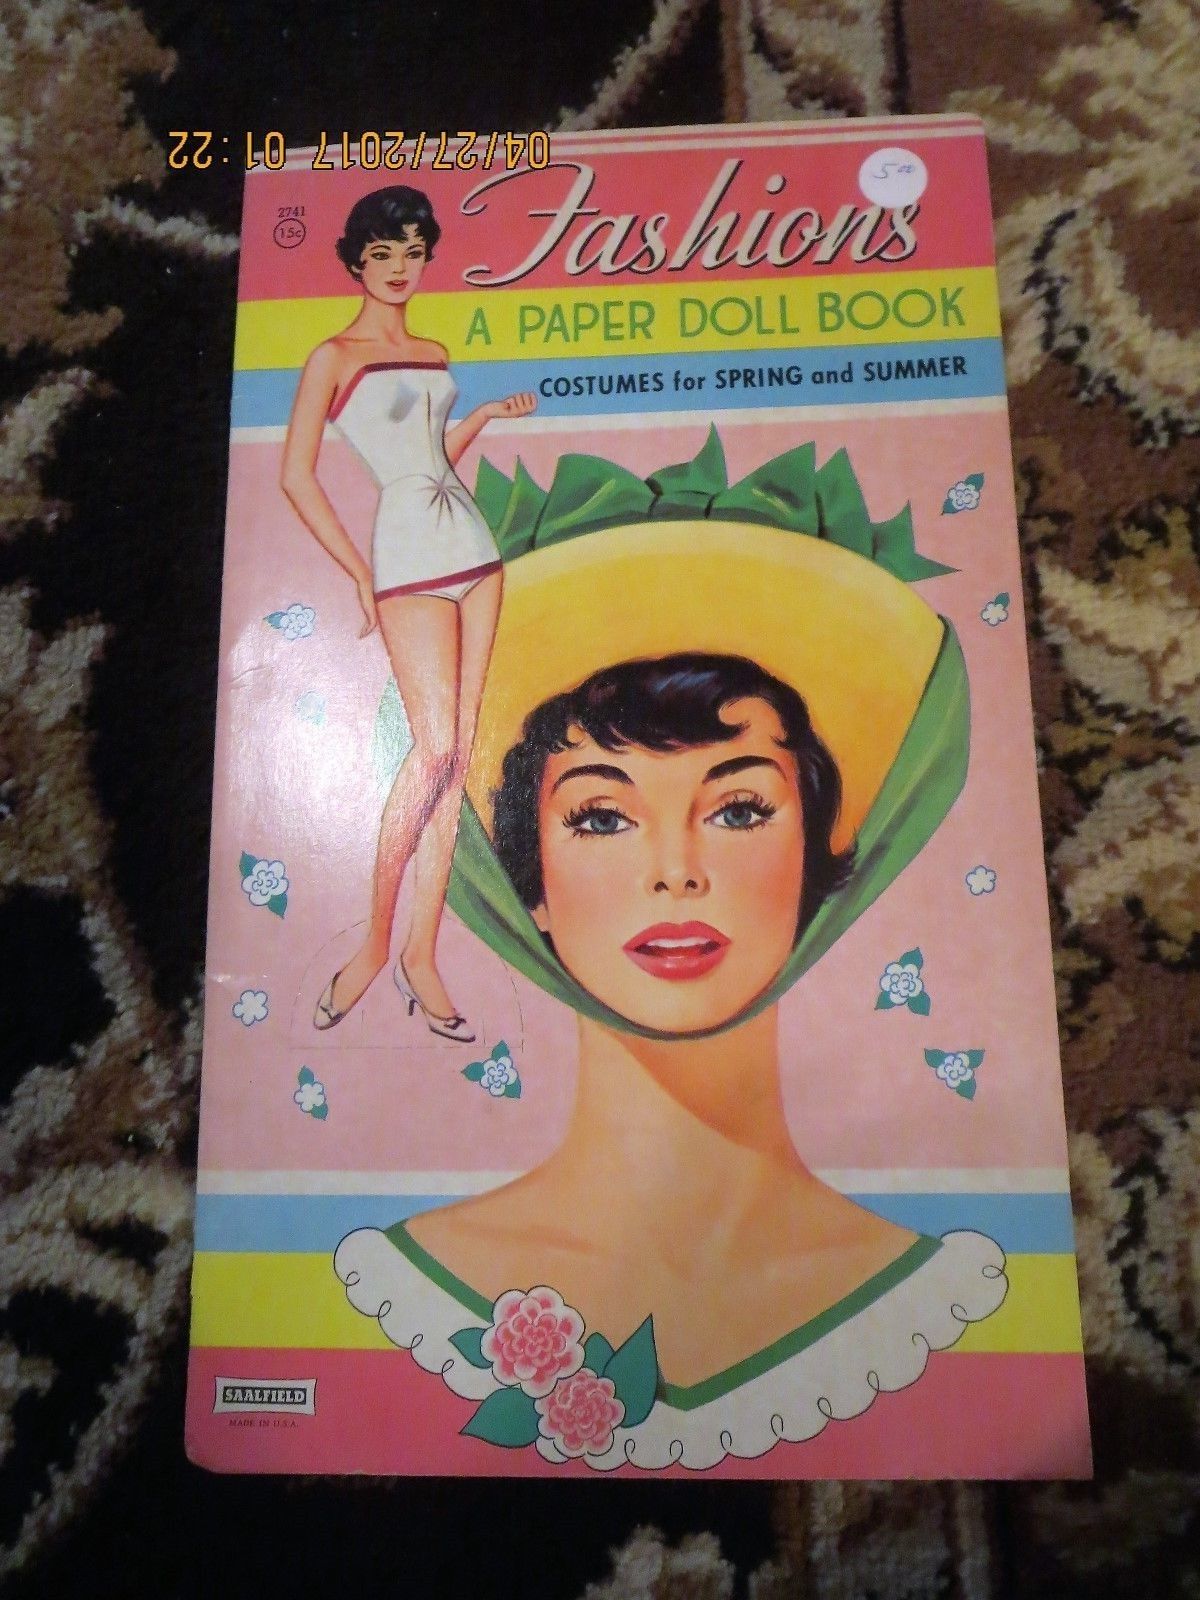 04/27/2017 01:22
5.00
Fashions
2741
15c
A PAPER DOLL BOOK
COSTUMES for SPRING and SUMMER
SAALFIELD
MADE IN U.S.A.